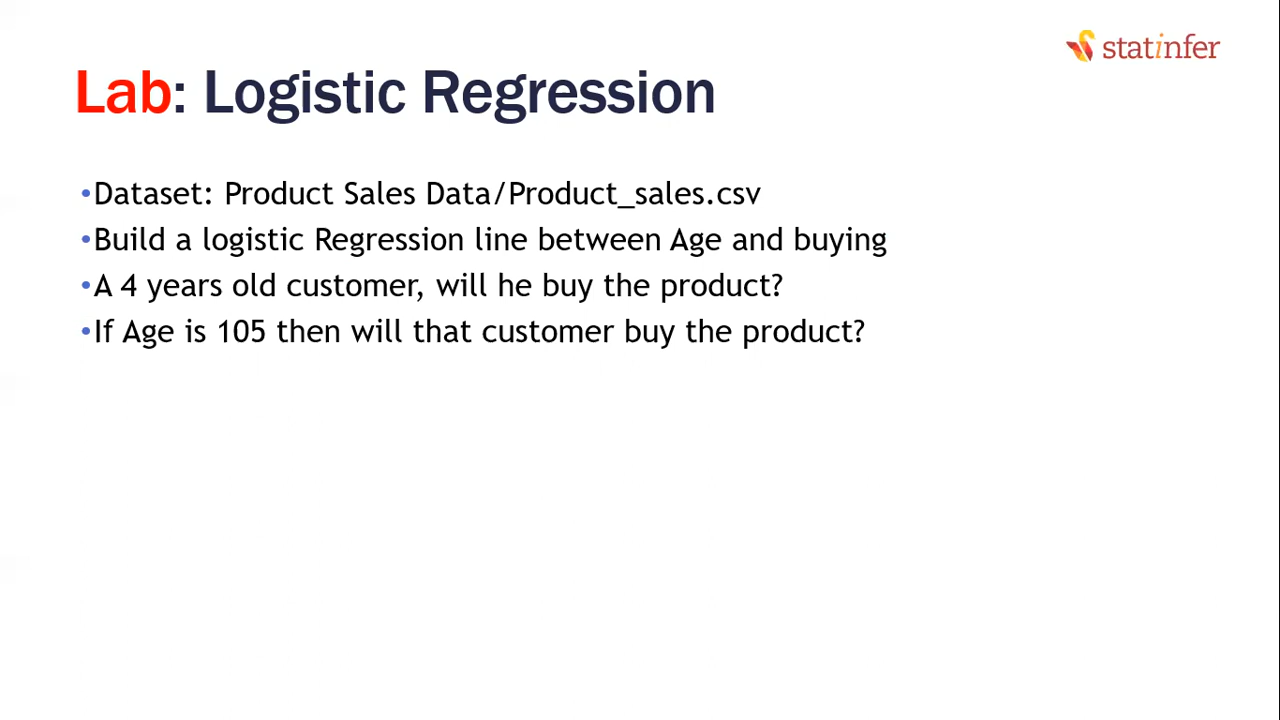 statinfer
Lab: Logistic Regression
•Dataset: Product Sales Data/Product_sales.csv
•Build a logistic Regression line between Age and buying
•A 4 years old customer, will he buy the product?
•If Age is 105 then will that customer buy the product?